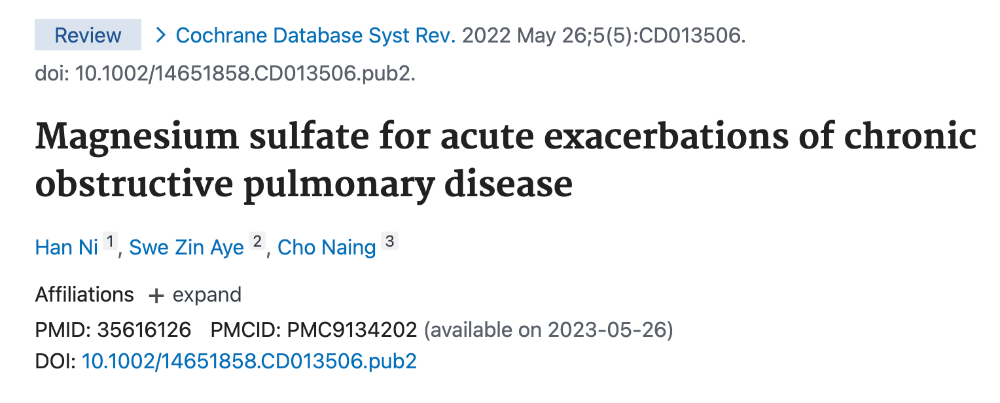 Review > Cochrane Database Syst Rev. 2022 May 26;5(5):CD013506.
doi: 10.1002/14651858.CD013506.pub2.
Magnesium sulfate for acute exacerbations of chronic
obstructive pulmonary disease
Han Ni 1, Swe Zin Aye 2, Cho Naing 3
Affiliations + expand
PMID: 35616126 PMCID: PMC9134202 (available on 2023-05-26)
DOI: 10.1002/14651858.CD013506.pub2